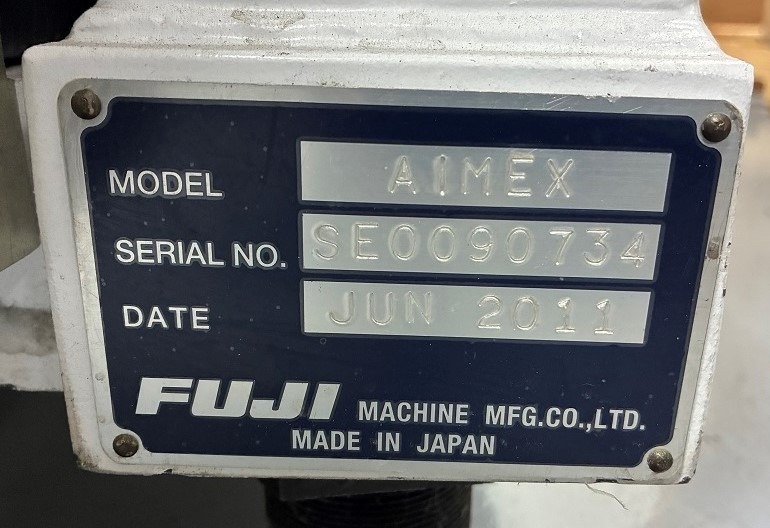 MODEL AIMEX
SERIAL NO. SE0090734
DATE JUN 2011
FUJI MACHINE MFG.CO.,LTD.
MADE IN JAPAN